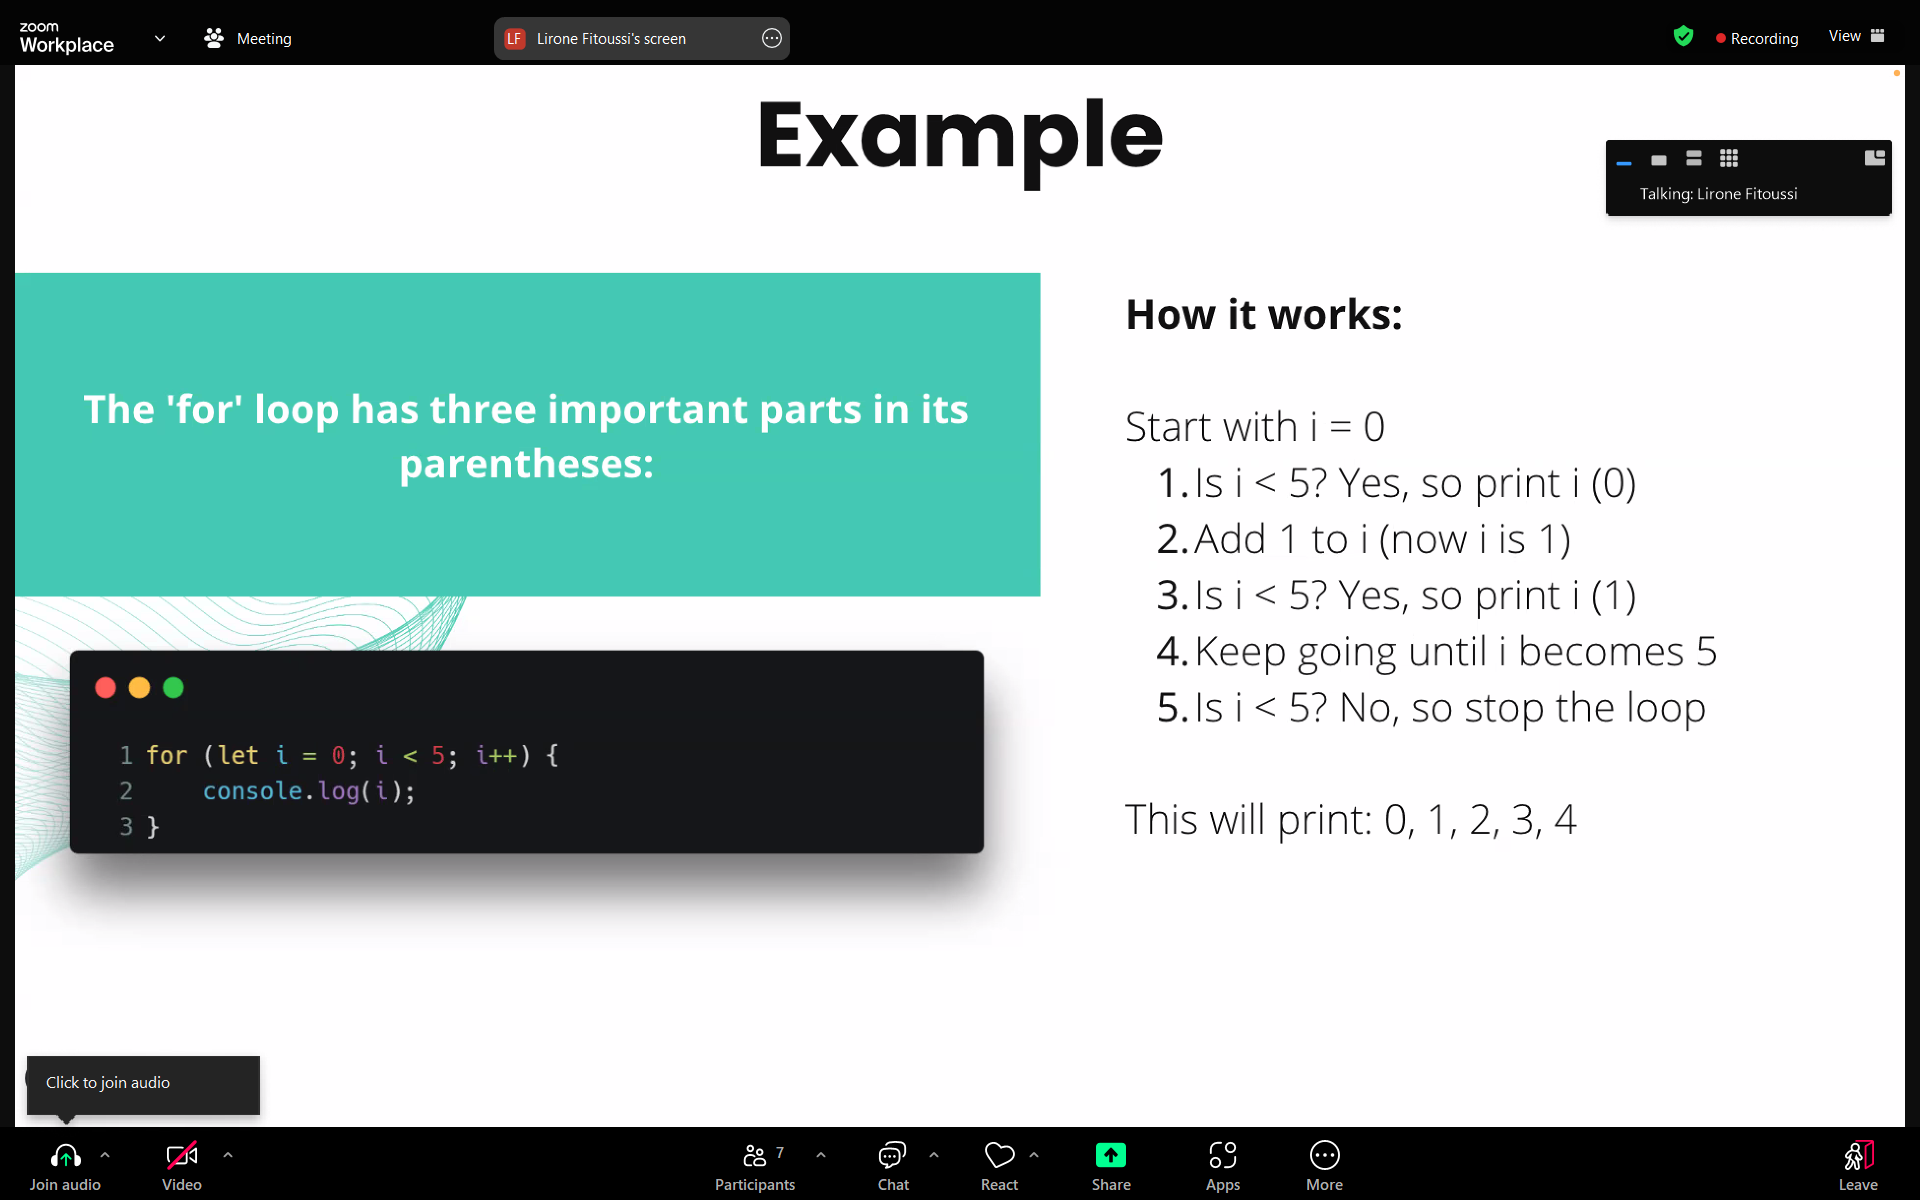 zoom
Workplace
Meeting
LF Lirone Fitoussi's screen
Recording
View
Example
Talking: Lirone Fitoussi
The 'for' loop has three important parts in its
parentheses:
1 for (let i = 0; i < 5; i++) {
2 console.log(i);
3 }
How it works:
Start with i = 0
1. Is i < 5? Yes, so print i (0)
2. Add 1 to i (now i is 1)
3. Is i < 5? Yes, so print i (1)
4. Keep going until i becomes 5
5. Is i < 5? No, so stop the loop
This will print: 0, 1, 2, 3, 4
Click to join audio
Join audio
Video
7
Participants
Chat
React
Share
Apps
More
Leave